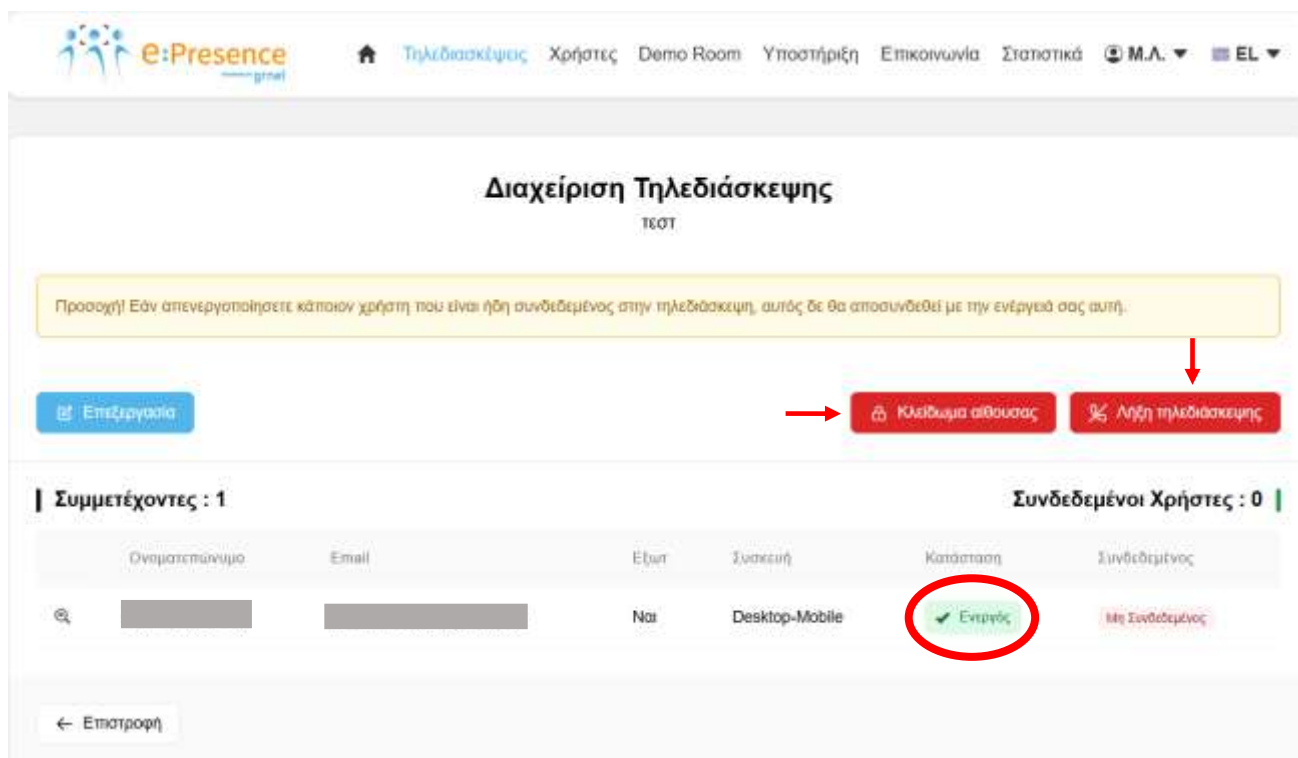 e:Presence
grnet
Τηλεδιασκέψεις Χρήστες Demo Room Υποστήριξη Επικοινωνία Στατιστικά Μ.Λ. EL
Διαχείριση Τηλεδιάσκεψης
τεστ
Προσοχή! Εάν απενεργοποίησετε κάποιον χρήστη που είναι ήδη συνδεδεμένος στην τηλεδιάσκεψη, αυτός δε θα αποσυνδεθεί με την ενέργειά σας αυτή.
Επεξεργασία Κλείδωμα αίθουσας Λήξη τηλεδιάσκεψης
Συμμετέχοντες : 1 Συνδεδεμένοι Χρήστες : 0
Ονοματεπώνυμο Email Εξωτ Συσκευή Κατάσταση Συνδεδεμένος
Ναι Desktop-Mobile Ενεργός Μη Συνδεδεμένος
Επιστροφή